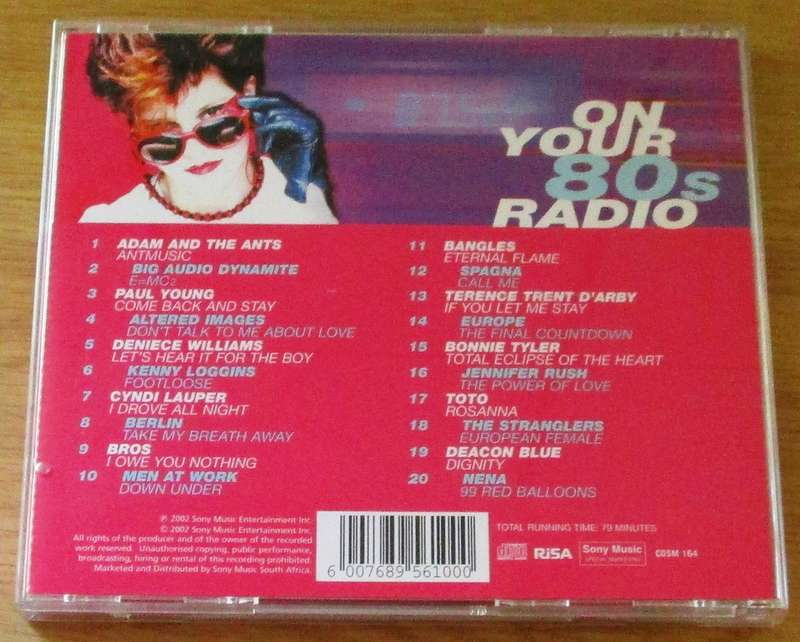 ON
YOUR
80s
RADIO
1 ADAM AND THE ANTS
ANTMUSIC
2 BIG AUDIO DYNAMITE
E=MC2
3 PAUL YOUNG
COME BACK AND STAY
4 ALTERED IMAGES
DON'T TALK TO ME ABOUT LOVE
5 DENIECE WILLIAMS
LET'S HEAR IT FOR THE BOY
6 KENNY LOGGINS
FOOTLOOSE
7 CYNDI LAUPER
I DROVE ALL NIGHT
8 BERLIN
TAKE MY BREATH AWAY
9 BROS
I OWE YOU NOTHING
10 MEN AT WORK
DOWN UNDER
11 BANGLES
ETERNAL FLAME
12 SPAGNA
CALL ME
13 TERENCE TRENT D'ARBY
IF YOU LET ME STAY
14 EUROPE
THE FINAL COUNTDOWN
15 BONNIE TYLER
TOTAL ECLIPSE OF THE HEART
16 JENNIFER RUSH
THE POWER OF LOVE
17 TOTO
ROSANNA
18 THE STRANGLERS
EUROPEAN FEMALE
19 DEACON BLUE
DIGNITY
20 NENA
99 RED BALLOONS
℗ 2002 Sony Music Entertainment Inc.
© 2002 Sony Music Entertainment Inc.
All rights of the producer and of the owner of the recorded
work reserved. Unauthorised copying, public performance,
broadcasting, hiring or rental of this recording prohibited.
Marketed and Distributed by Sony Music South Africa.
6 007689 561000
TOTAL RUNNING TIME: 79 MINUTES
RiSA
Sony Music
CDSM 164